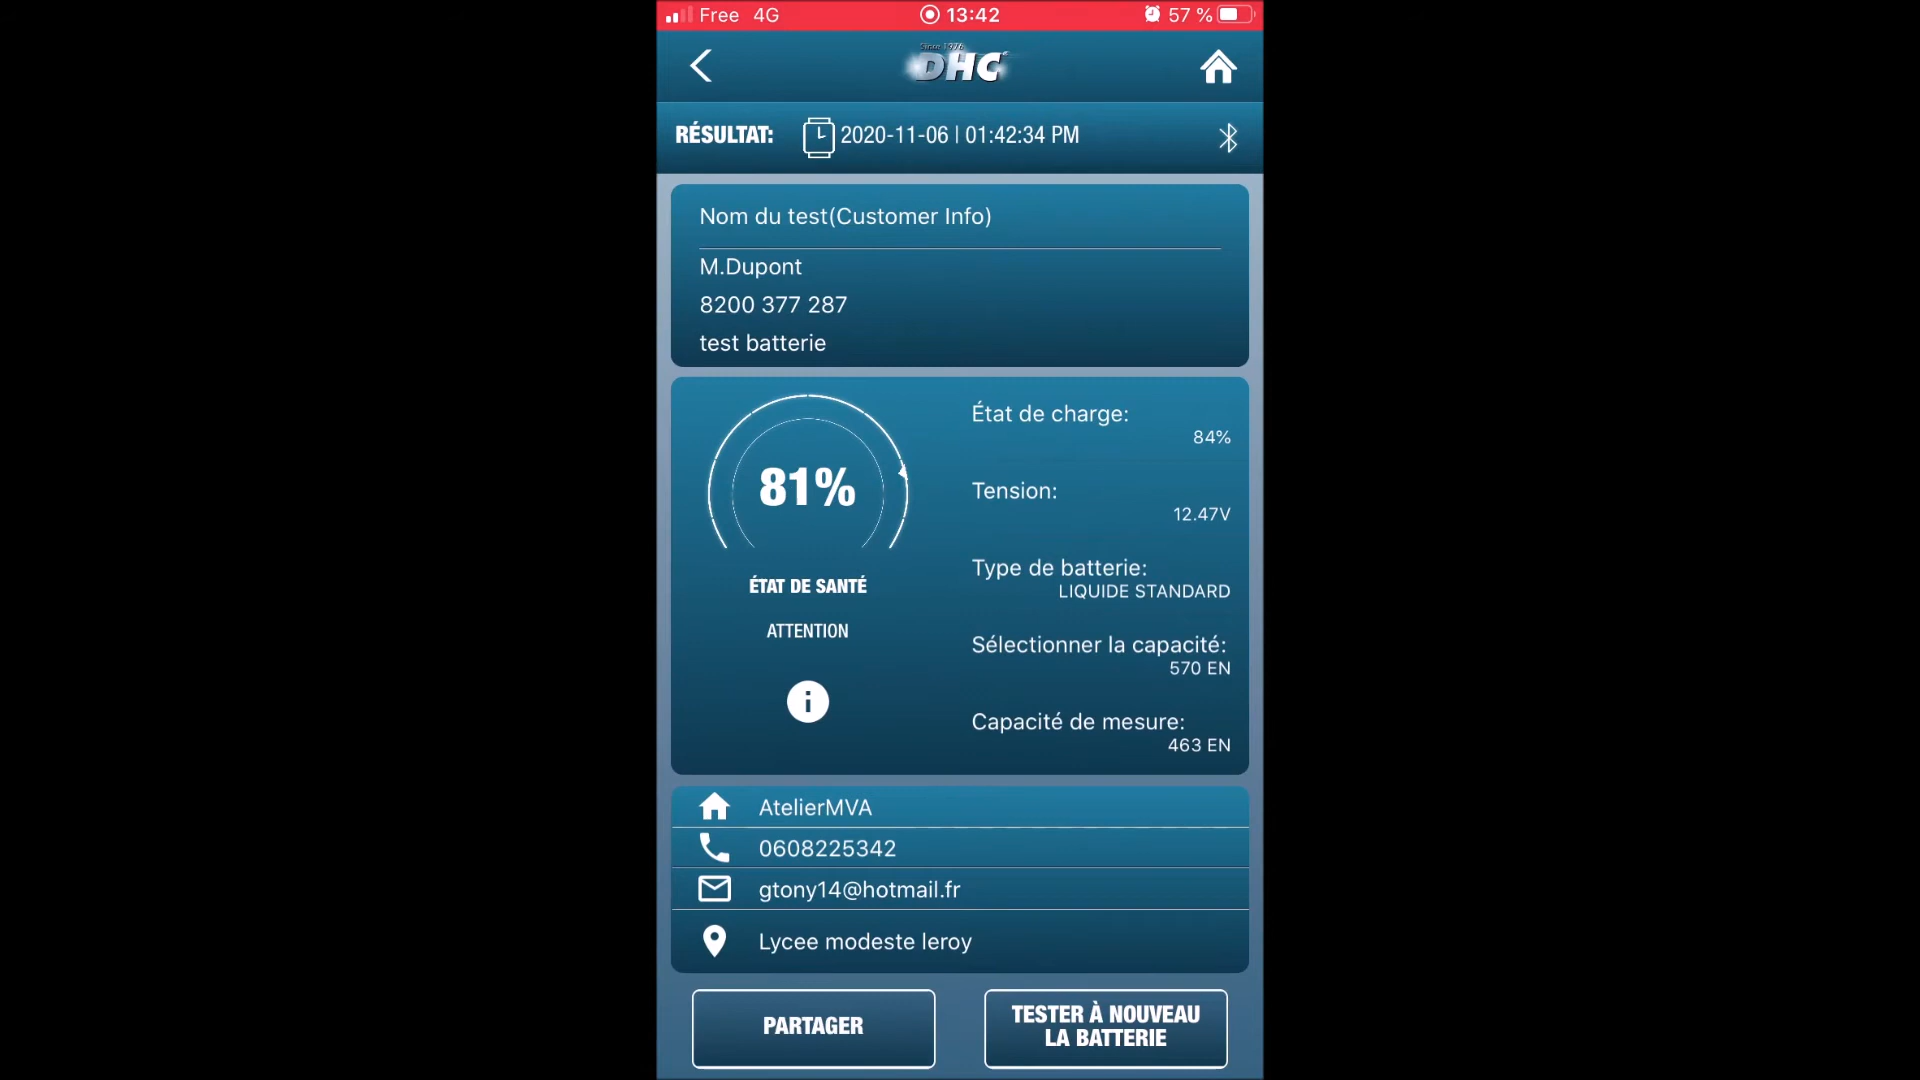 Free 4G 13:42 57 %
Since 1976
DHC
RÉSULTAT: 2020-11-06 | 01:42:34 PM
Nom du test(Customer Info)
M.Dupont
8200 377 287
test batterie
81%
ÉTAT DE SANTÉ
ATTENTION
i
État de charge:
84%
Tension:
12.47V
Type de batterie:
LIQUIDE STANDARD
Sélectionner la capacité:
570 EN
Capacité de mesure:
463 EN
AtelierMVA
0608225342
gtony14@hotmail.fr
Lycee modeste leroy
PARTAGER
TESTER À NOUVEAU
LA BATTERIE